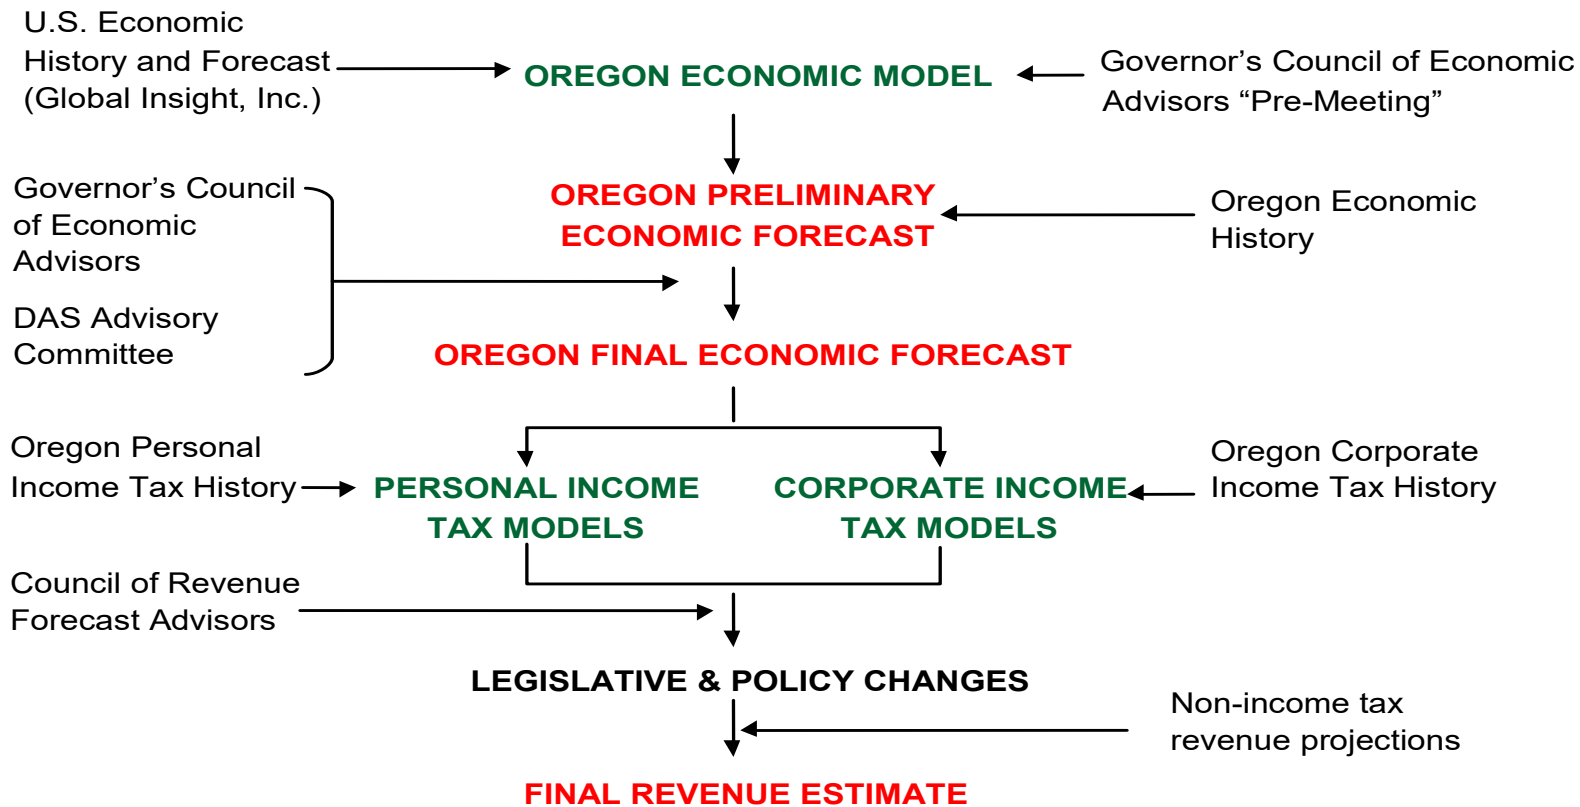 U.S. Economic
History and Forecast
(Global Insight, Inc.)
OREGON ECONOMIC MODEL
Governor’s Council of Economic
Advisors “Pre-Meeting”
Governor’s Council
of Economic
Advisors
DAS Advisory
Committee
OREGON PRELIMINARY
ECONOMIC FORECAST
Oregon Economic
History
OREGON FINAL ECONOMIC FORECAST
Oregon Personal
Income Tax History
PERSONAL INCOME
TAX MODELS
CORPORATE INCOME
TAX MODELS
Oregon Corporate
Income Tax History
Council of Revenue
Forecast Advisors
LEGISLATIVE & POLICY CHANGES
Non-income tax
revenue projections
FINAL REVENUE ESTIMATE